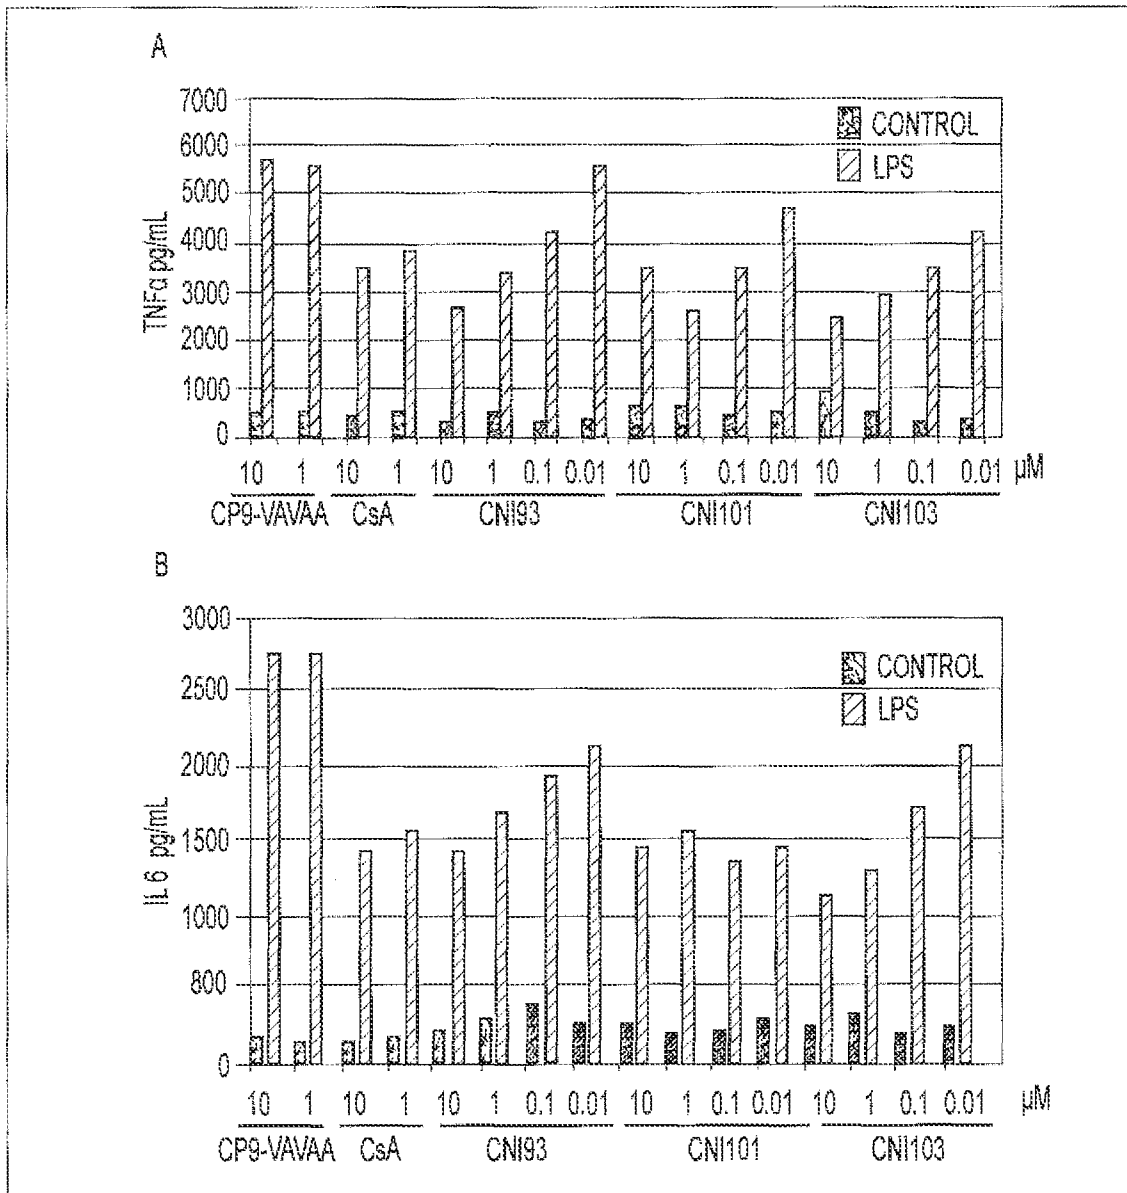 A
7000
6000
5000
4000
3000
2000
1000
0
TNFα pg/mL
CONTROL
LPS
10 1 10 1 10 1 0.1 0.01 10 1 0.1 0.01 10 1 0.1 0.01 μM
CP9-VAVAA CsA CNI93 CNI101 CNI103
B
3000
2500
2000
1500
1000
800
0
IL 6 pg/mL
CONTROL
LPS
10 1 10 1 10 1 0.1 0.01 10 1 0.1 0.01 10 1 0.1 0.01 μM
CP9-VAVAA CsA CNI93 CNI101 CNI103